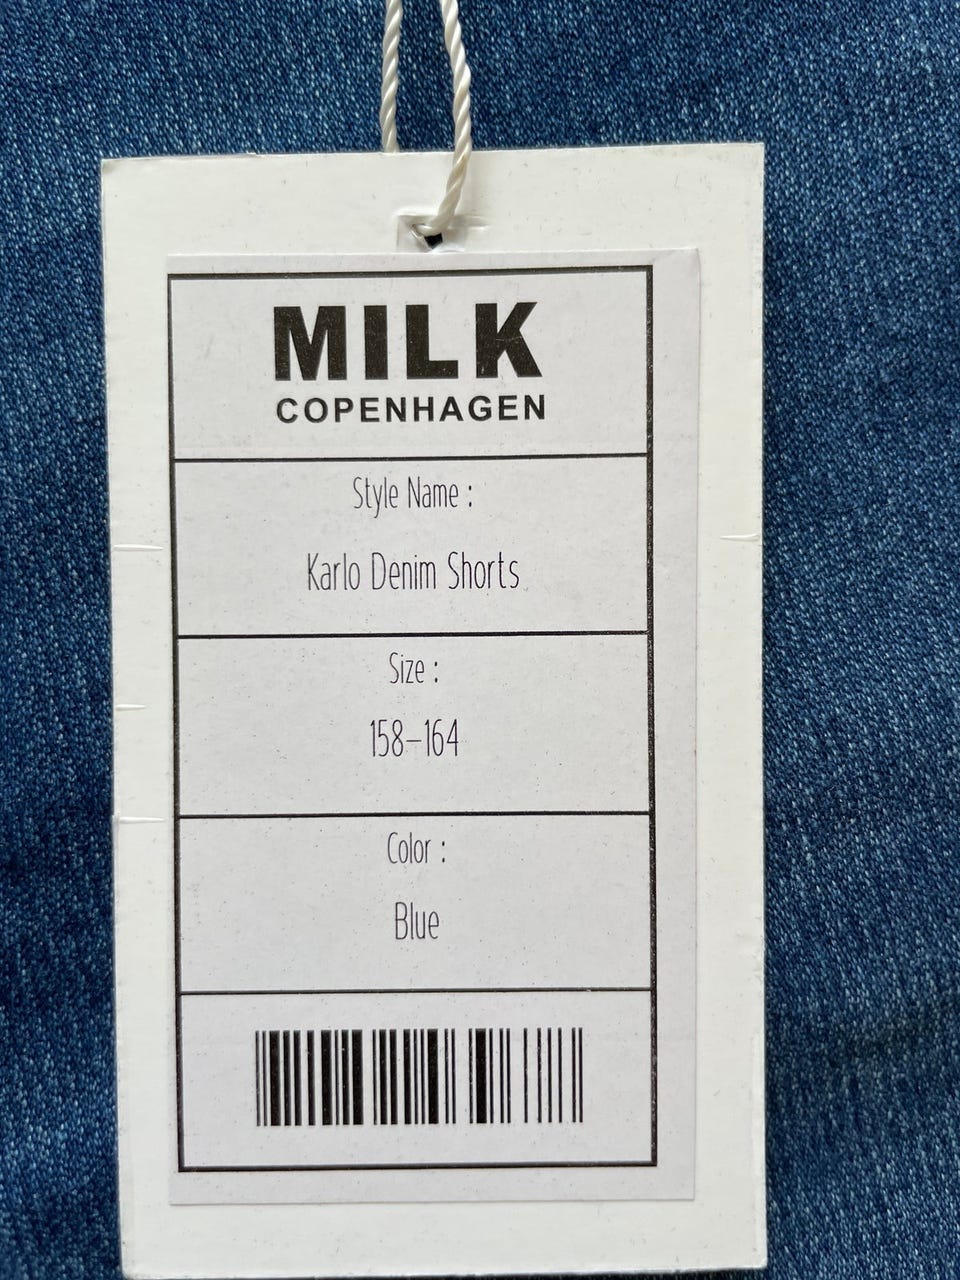 MILK
COPENHAGEN
Style Name :
Karlo Denim Shorts
Size :
158-164
Color :
Blue